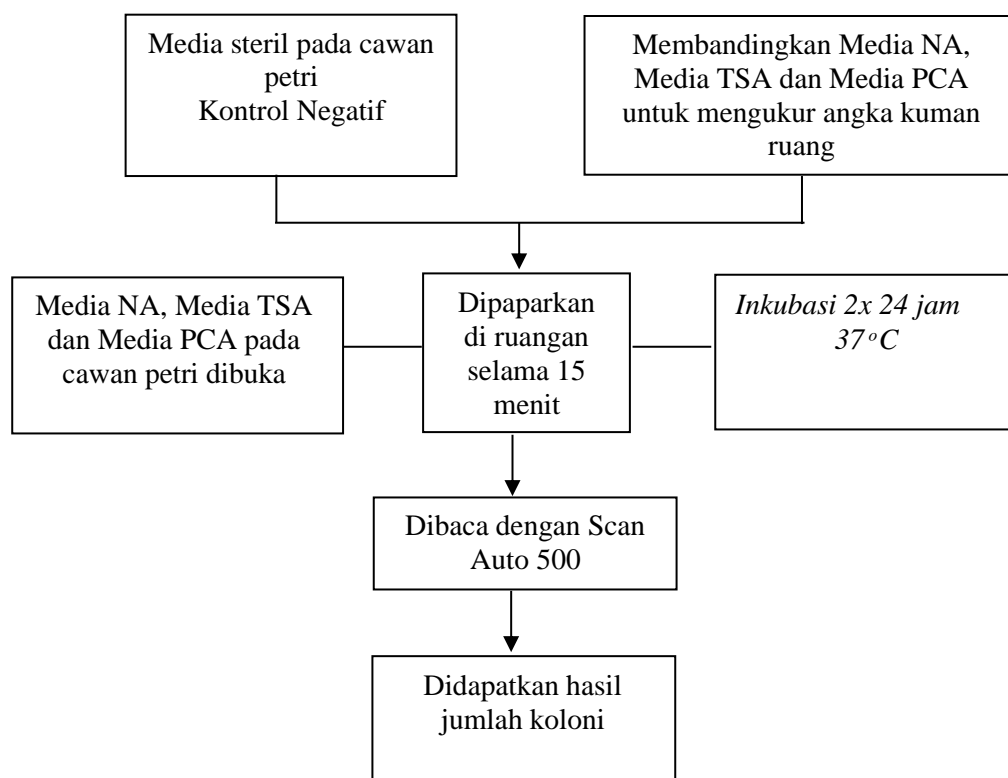 Media steril pada cawan
petri
Kontrol Negatif
Membandingkan Media NA,
Media TSA dan Media PCA
untuk mengukur angka kuman
ruang
Media NA, Media TSA
dan Media PCA pada
cawan petri dibuka
Dipaparkan
di ruangan
selama 15
menit
Inkubasi 2x 24 jam
37°C
Dibaca dengan Scan
Auto 500
Didapatkan hasil
jumlah koloni